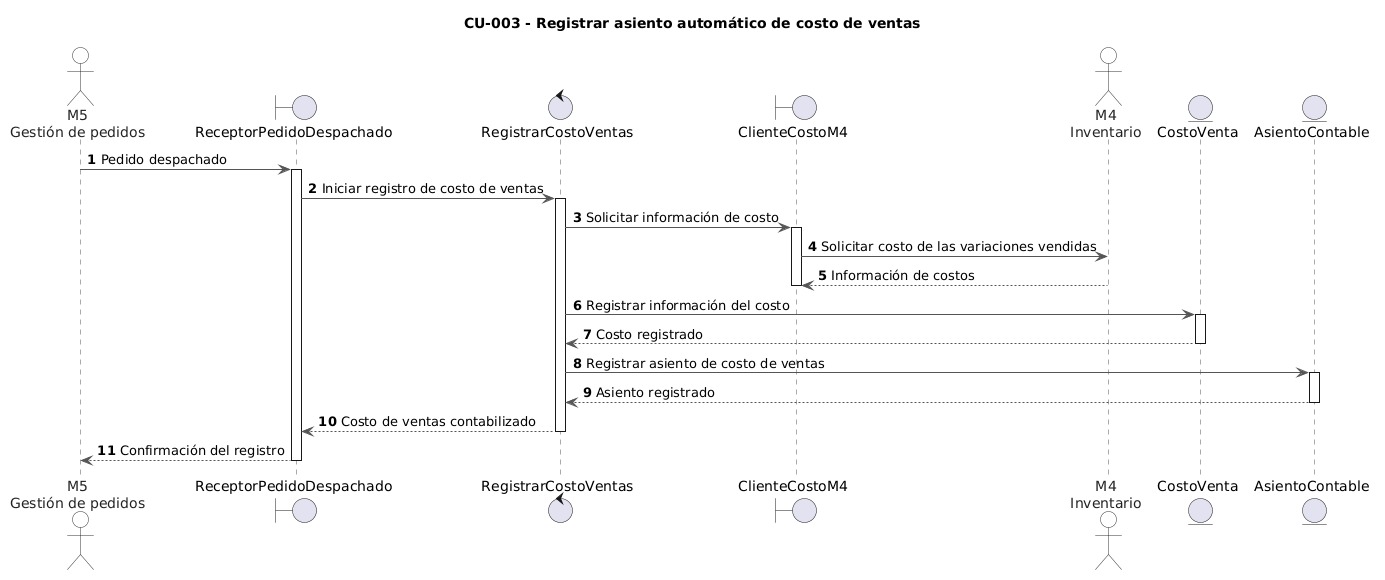 CU-003 - Registrar asiento automático de costo de ventas
M5
Gestión de pedidos
ReceptorPedidoDespachado
RegistrarCostoVentas
ClienteCostoM4
M4
Inventario
CostoVenta
AsientoContable
1 Pedido despachado
2 Iniciar registro de costo de ventas
3 Solicitar información de costo
4 Solicitar costo de las variaciones vendidas
5 Información de costos
6 Registrar información del costo
7 Costo registrado
8 Registrar asiento de costo de ventas
9 Asiento registrado
10 Costo de ventas contabilizado
11 Confirmación del registro
M5
Gestión de pedidos
ReceptorPedidoDespachado
RegistrarCostoVentas
ClienteCostoM4
M4
Inventario
CostoVenta
AsientoContable